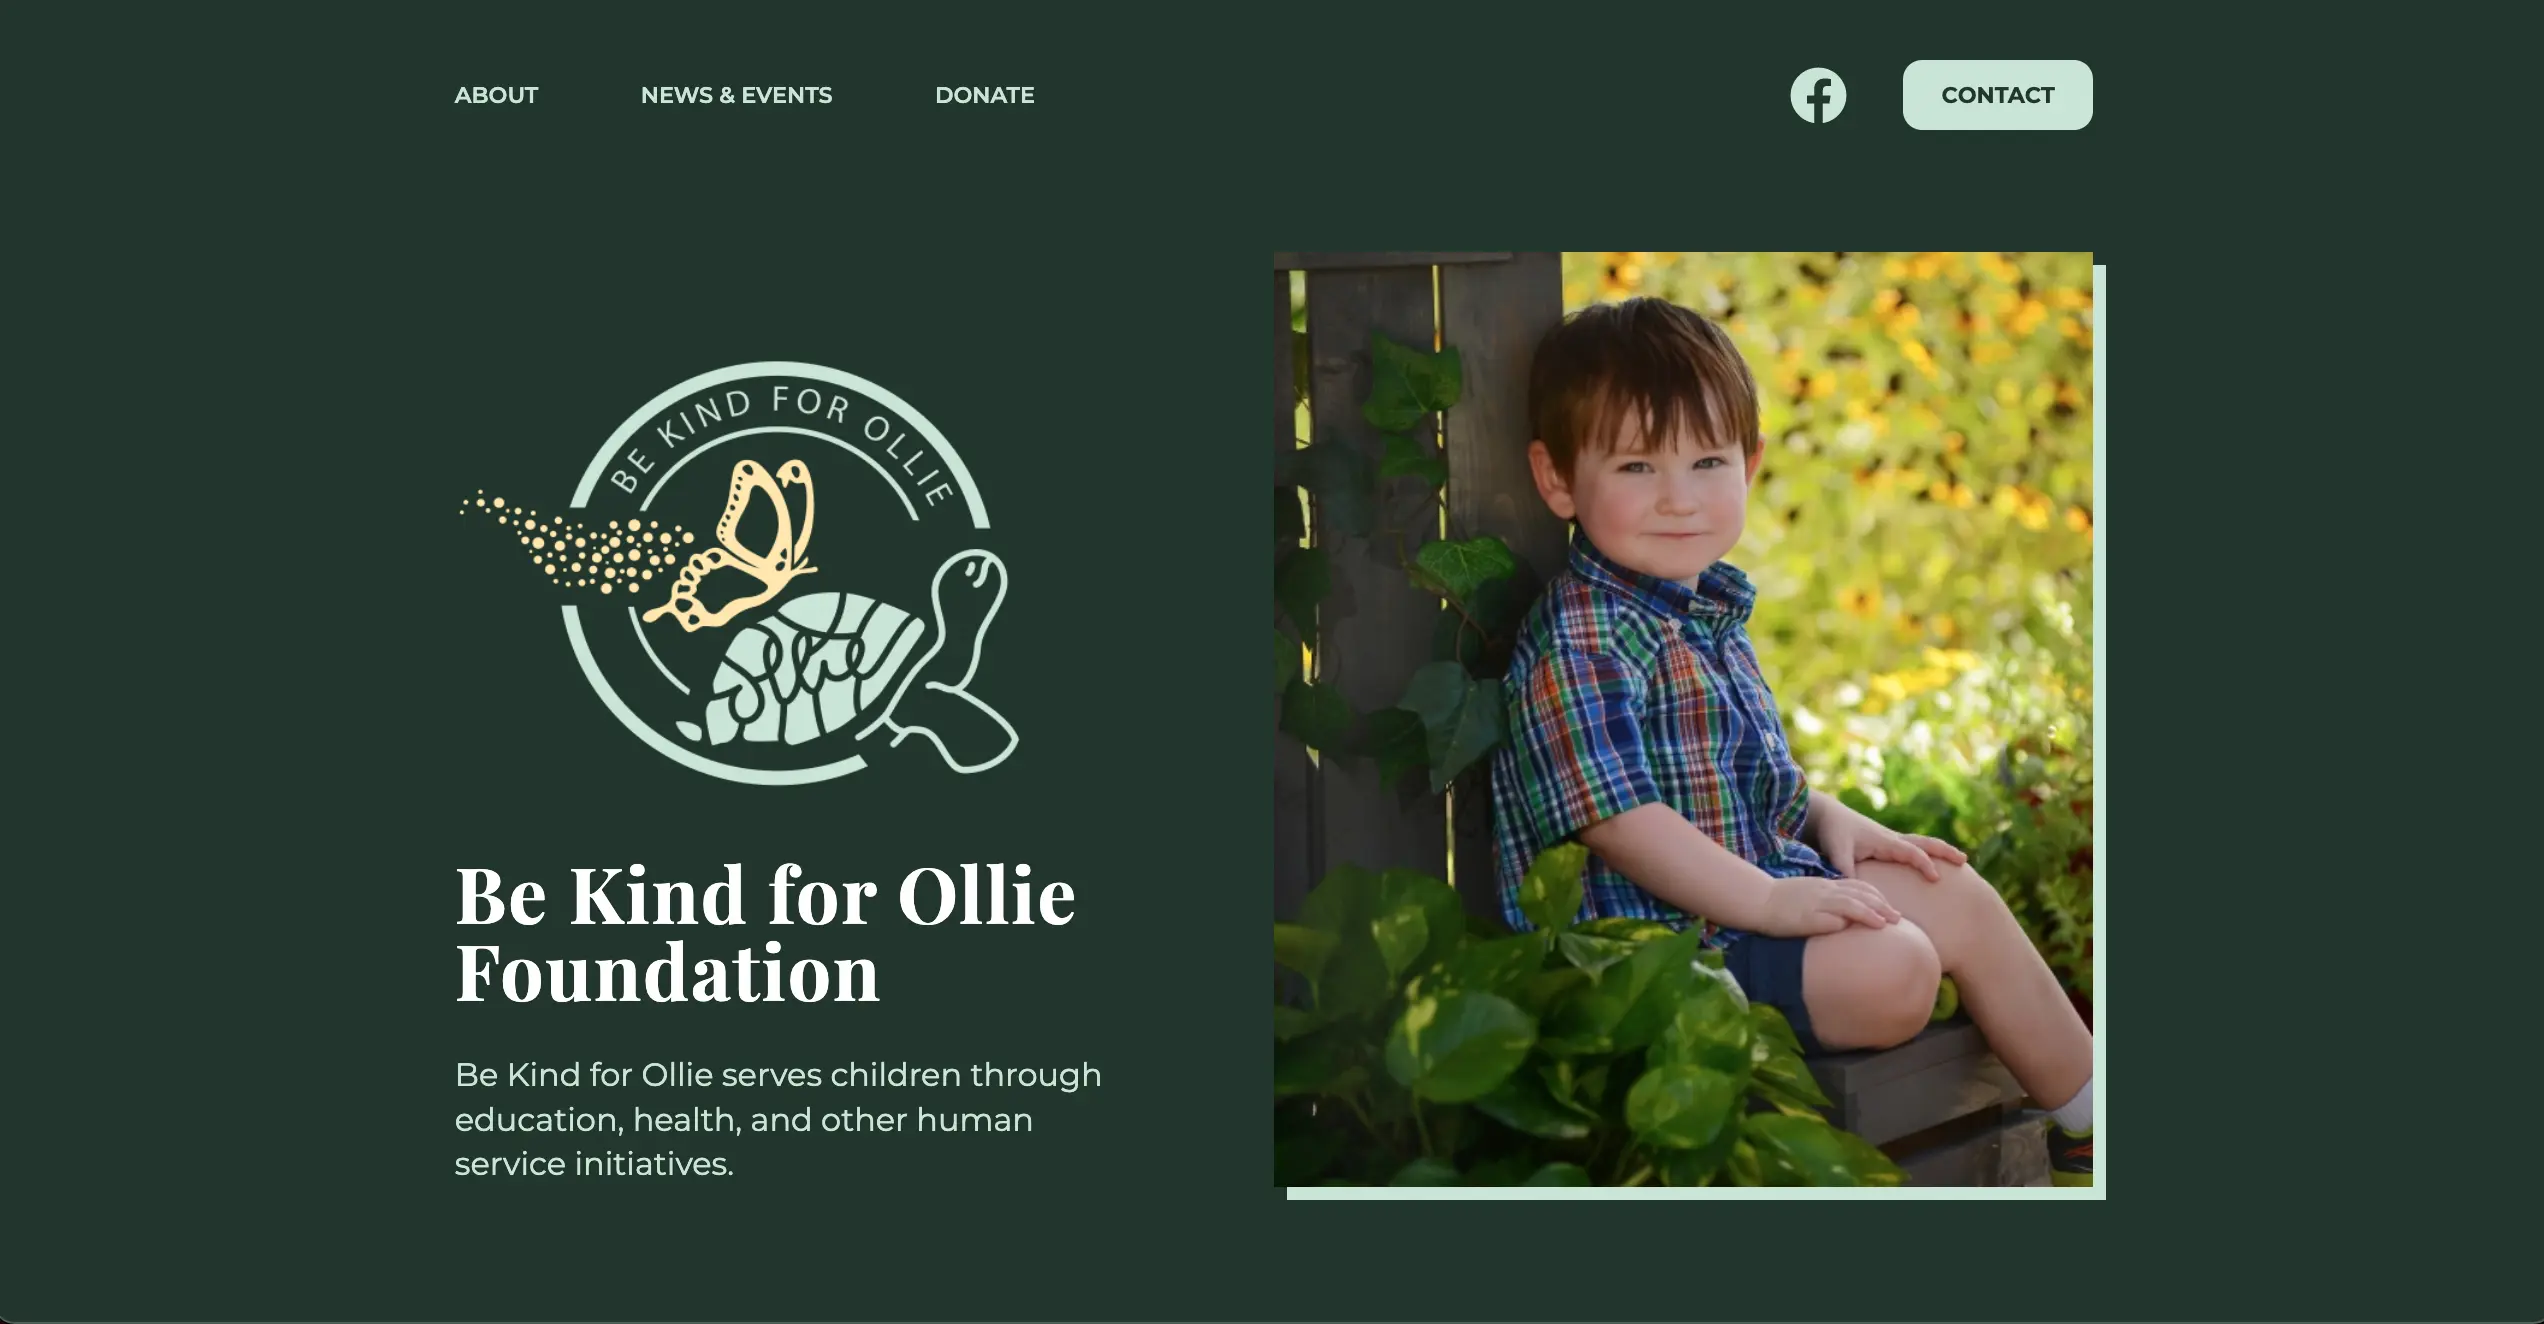 ABOUT
NEWS & EVENTS
DONATE
CONTACT
BE KIND FOR OLLIE
Be Kind for Ollie
Foundation
Be Kind for Ollie serves children through
education, health, and other human
service initiatives.